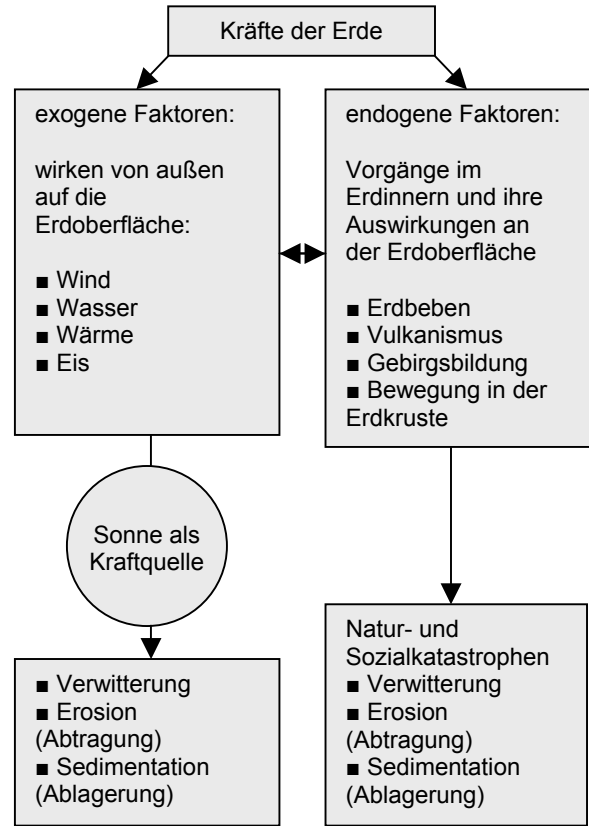 Kräfte der Erde
exogene Faktoren:
wirken von außen
auf die
Erdoberfläche:
■ Wind
■ Wasser
■ Wärme
■ Eis
endogene Faktoren:
Vorgänge im
Erdinnern und ihre
Auswirkungen an
der Erdoberfläche
■ Erdbeben
■ Vulkanismus
■ Gebirgsbildung
■ Bewegung in der
Erdkruste
Sonne als
Kraftquelle
■ Verwitterung
■ Erosion
(Abtragung)
■ Sedimentation
(Ablagerung)
Natur- und
Sozialkatastrophen
■ Verwitterung
■ Erosion
(Abtragung)
■ Sedimentation
(Ablagerung)